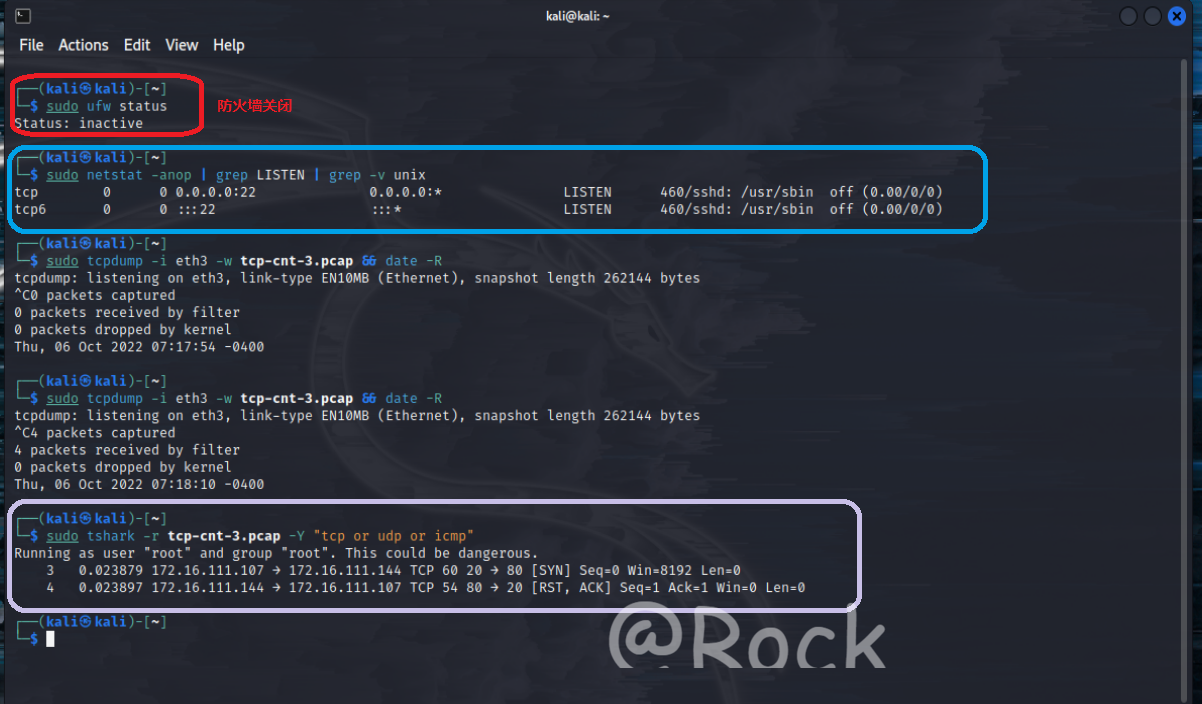 kali@kali: ~
File Actions Edit View Help
┌──(kali㉿kali)-[~]
└─$ sudo ufw status
防火墙关闭
Status: inactive
┌──(kali㉿kali)-[~]
└─$ sudo netstat -anop | grep LISTEN | grep -v unix
tcp        0      0 0.0.0.0:22              0.0.0.0:*               LISTEN      460/sshd: /usr/sbin  off (0.00/0/0)
tcp6       0      0 :::22                   :::*                    LISTEN      460/sshd: /usr/sbin  off (0.00/0/0)
┌──(kali㉿kali)-[~]
└─$ sudo tcpdump -i eth3 -w tcp-cnt-3.pcap && date -R
tcpdump: listening on eth3, link-type EN10MB (Ethernet), snapshot length 262144 bytes
^C0 packets captured
0 packets received by filter
0 packets dropped by kernel
Thu, 06 Oct 2022 07:17:54 -0400
┌──(kali㉿kali)-[~]
└─$ sudo tcpdump -i eth3 -w tcp-cnt-3.pcap && date -R
tcpdump: listening on eth3, link-type EN10MB (Ethernet), snapshot length 262144 bytes
^C4 packets captured
4 packets received by filter
0 packets dropped by kernel
Thu, 06 Oct 2022 07:18:10 -0400
┌──(kali㉿kali)-[~]
└─$ sudo tshark -r tcp-cnt-3.pcap -Y "tcp or udp or icmp"
Running as user "root" and group "root". This could be dangerous.
    3   0.023879 172.16.111.107 → 172.16.111.144 TCP 60 20 → 80 [SYN] Seq=0 Win=8192 Len=0
    4   0.023897 172.16.111.144 → 172.16.111.107 TCP 54 80 → 20 [RST, ACK] Seq=1 Ack=1 Win=0 Len=0
┌──(kali㉿kali)-[~]
└─$
@Rock